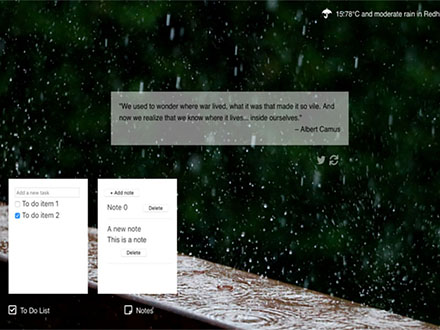 15.78°C and moderate rain in Redh
"We used to wonder where war lived, what it was that made it so vile. And
now we realize that we know where it lives... inside ourselves."
– Albert Camus
Add a new task
To do item 1
To do item 2
+ Add note
Note 0 Delete
A new note
This is a note
Delete
To Do List
Notes